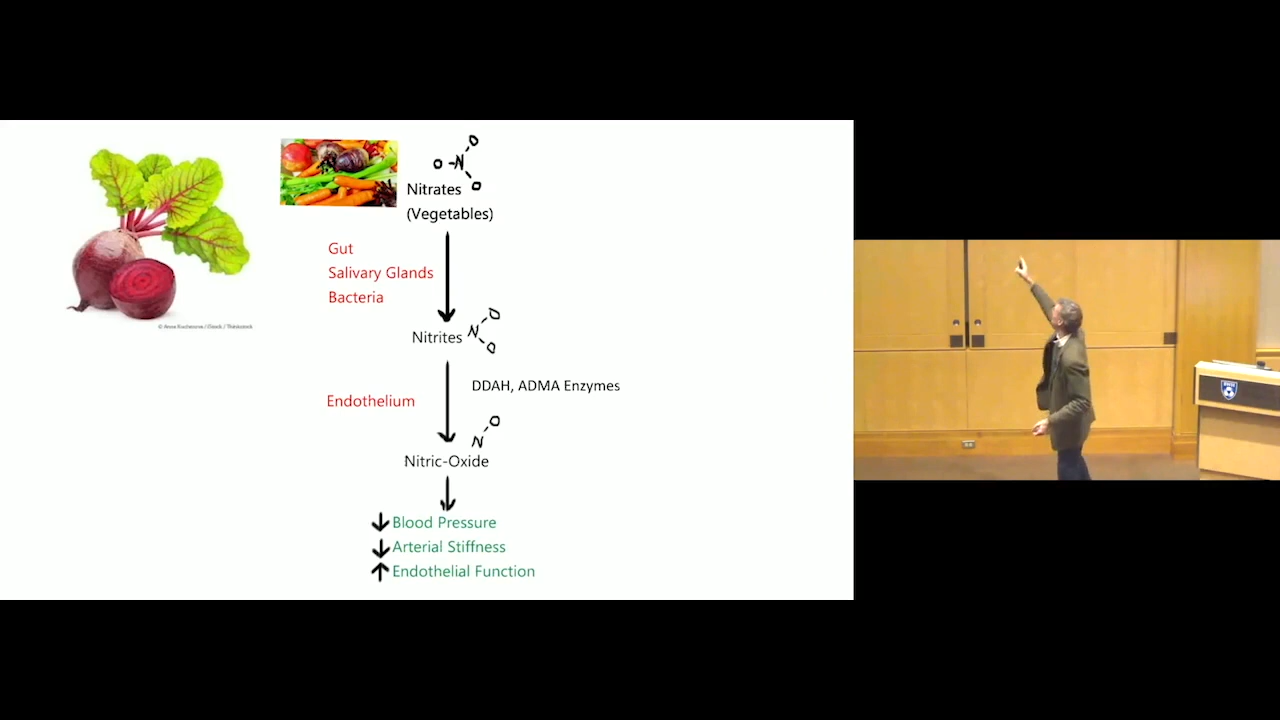 Nitrates
(Vegetables)
Gut
Salivary Glands
Bacteria
Nitrites
DDAH, ADMA Enzymes
Endothelium
Nitric-Oxide
Blood Pressure
Arterial Stiffness
Endothelial Function
O
O -N
O
O
N
O
O
N